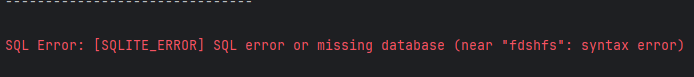 -------------------------------
SQL Error: [SQLITE_ERROR] SQL error or missing database (near "fdshfs": syntax error)